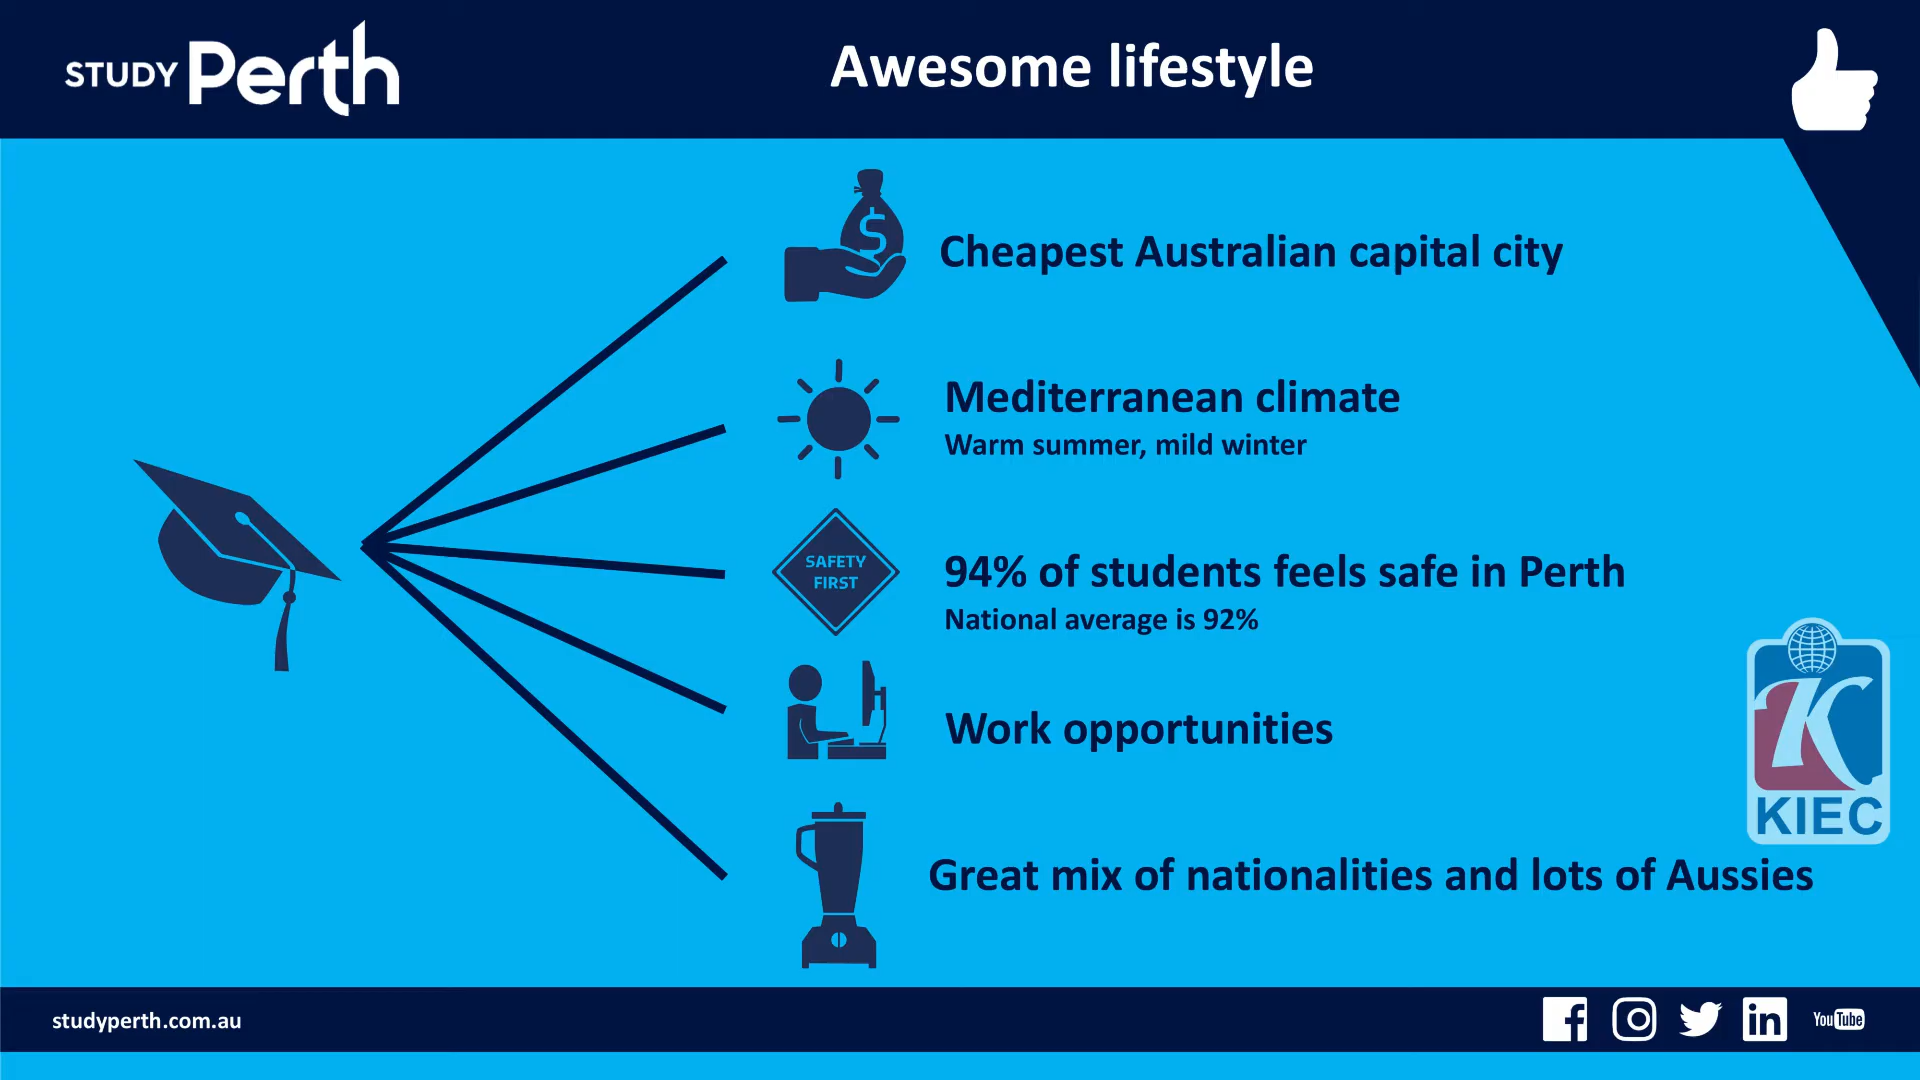 STUDY Perth
Awesome lifestyle
$
Cheapest Australian capital city
Mediterranean climate
Warm summer, mild winter
SAFETY
FIRST
94% of students feels safe in Perth
National average is 92%
Work opportunities
K
KIEC
Great mix of nationalities and lots of Aussies
studyperth.com.au
in
YouTube